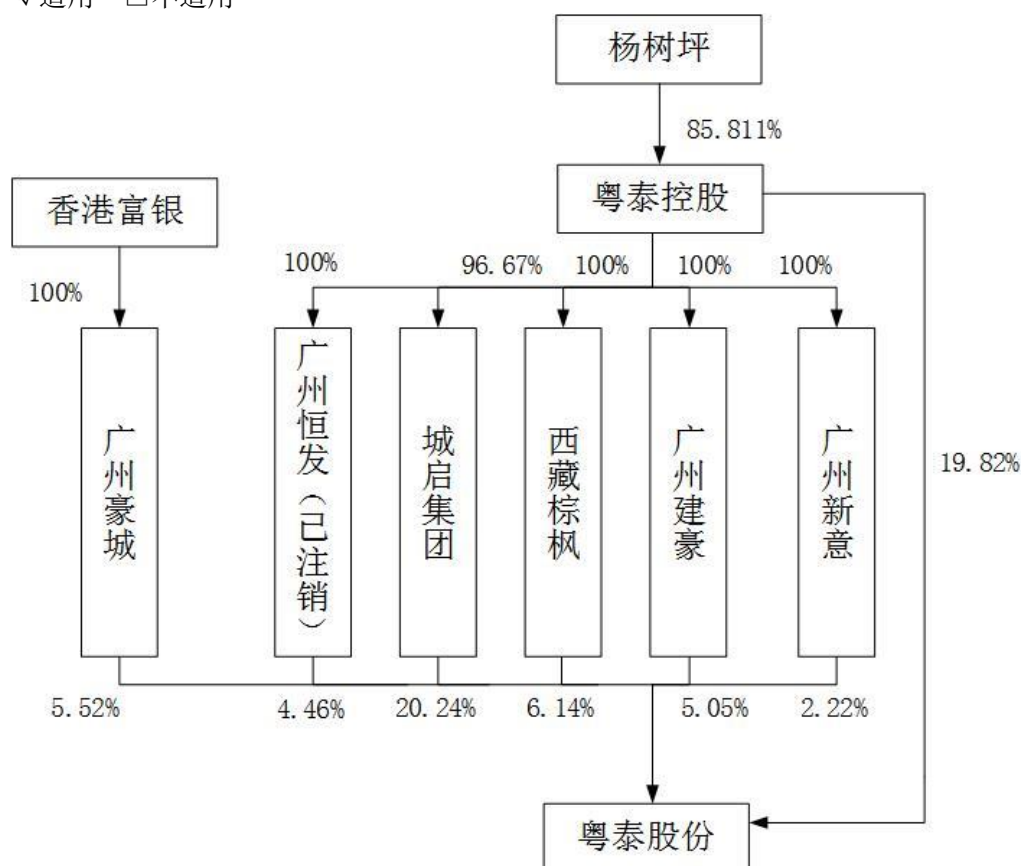 √适用 □不适用
杨树坪
85.811%
香港富银
粤泰控股
100%
100%
96.67%
100%
100%
100%
广州豪城
广州恒发（已注销）
城启集团
西藏棕枫
广州建豪
广州新意
19.82%
5.52%
4.46%
20.24%
6.14%
5.05%
2.22%
粤泰股份